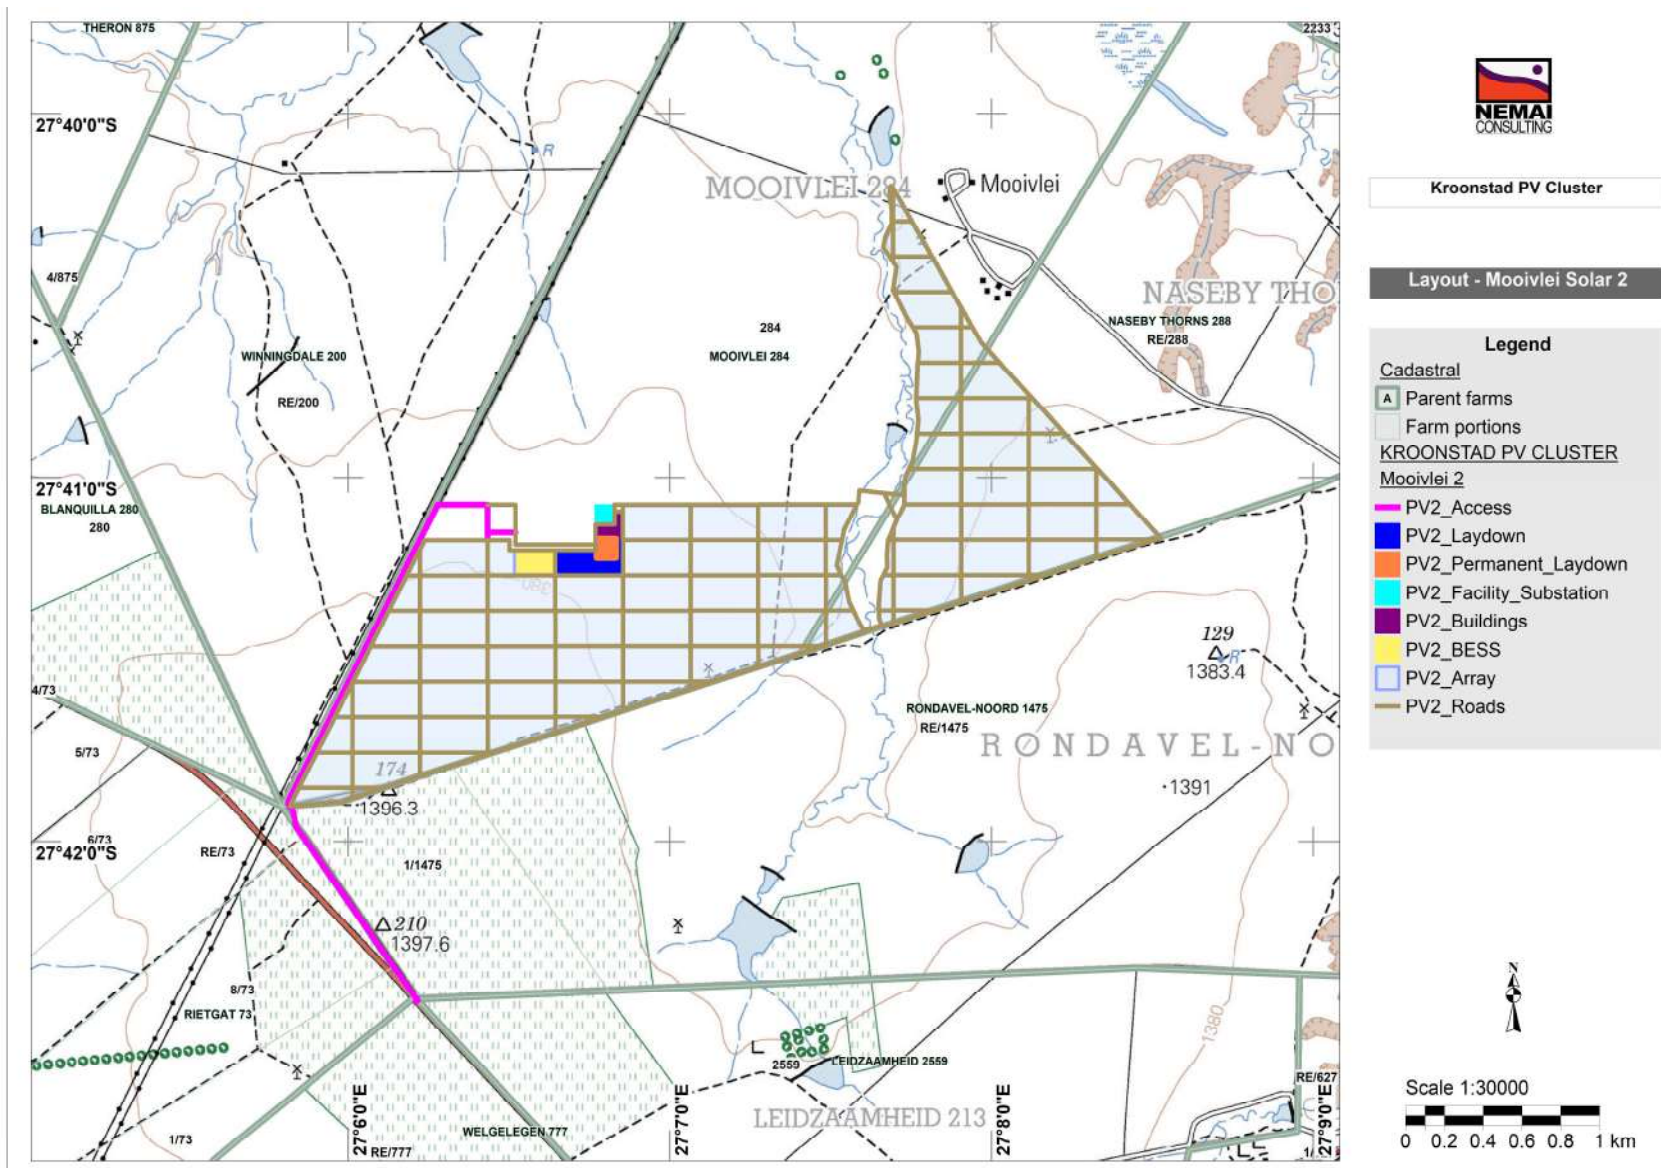 THERON 875
2233
27°40'0"S
R
MOOIVLEI 284
Mooivlei
4/875
NASEBY THO
284
NASEBY THORNS 288
WINNINGDALE 200
MOOIVLEI 284
RE/288
RE/200
27°41'0"S
BLANQUILLA 280
280
129
R
1383.4
4/73
RONDAVEL-NOORD 1475
RE/1475
5/73
RONDAVEL-NO
174
1396.3
1391
6/73
27°42'0"S
RE/73
1/1475
210
1397.6
8/73
RIETGAT 73
1380
2559
LEIDZAAMHEID 2559
RE/627
27°6'0"E
27°7'0"E
27°8'0"E
27°9'0"E
LEIDZAAMHEID 213
WELGELEGEN 777
1/73
RE/777
NEMAI
CONSULTING
Kroonstad PV Cluster
Layout - Mooivlei Solar 2
Legend
Cadastral
A Parent farms
Farm portions
KROONSTAD PV CLUSTER
Mooivlei 2
PV2_Access
PV2_Laydown
PV2_Permanent_Laydown
PV2_Facility_Substation
PV2_Buildings
PV2_BESS
PV2_Array
PV2_Roads
N
Scale 1:30000
0 0.2 0.4 0.6 0.8 1 km